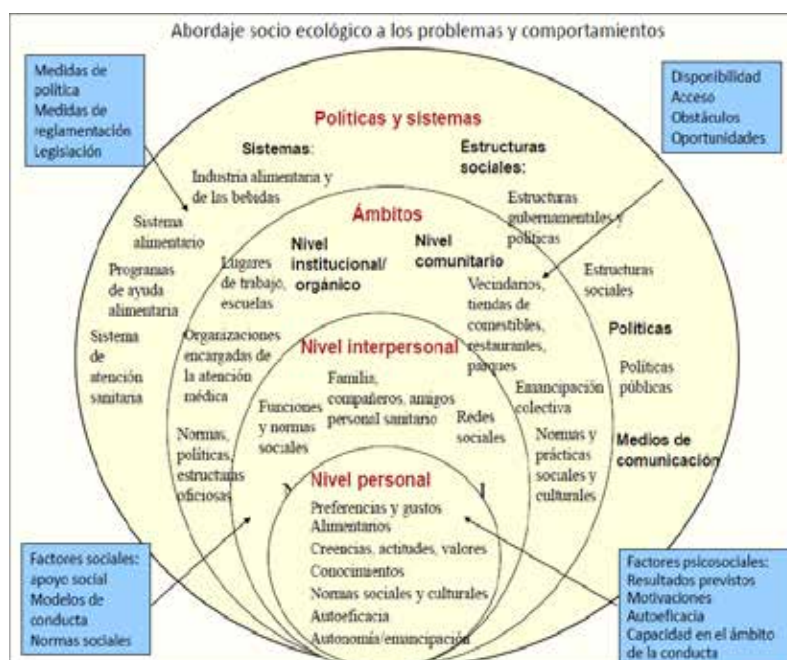 Abordaje socio ecológico a los problemas y comportamientos
Medidas de
política
Medidas de
reglamentación
Legislación
Disponibilidad
Acceso
Obstáculos
Oportunidades
Políticas y sistemas
Sistemas:
Industria alimentaria y
de las bebidas
Estructuras
sociales:
Estructuras
gubernamentales y
políticas
Sistema
alimentario
Programas
de ayuda
alimentaria
Sistema
de
atención
sanitaria
Estructuras
sociales
Políticas
Políticas
públicas
Medios de
comunicación
Ámbitos
Nivel
institucional/
orgánico
Nivel
comunitario
Lugares
de trabajo,
escuelas
Vecindarios,
tiendas de
comestibles,
restaurantes,
parques
Organizaciones
encargadas de
la atención
médica
Emancipación
colectiva
Normas,
políticas,
estructuras
oficiosas
Normas y
prácticas
sociales y
culturales
Nivel interpersonal
Familia,
compañeros, amigos
personal sanitario
Funciones
y normas
sociales
Redes
sociales
Nivel personal
Preferencias y gustos
Alimentarios
Creencias, actitudes, valores
Conocimientos
Normas sociales y culturales
Autoeficacia
Autonomía/emancipación
Factores sociales:
apoyo social
Modelos de
conducta
Normas sociales
Factores psicosociales:
Resultados previstos
Motivaciones
Autoeficacia
Capacidad en el ámbito
de la conducta